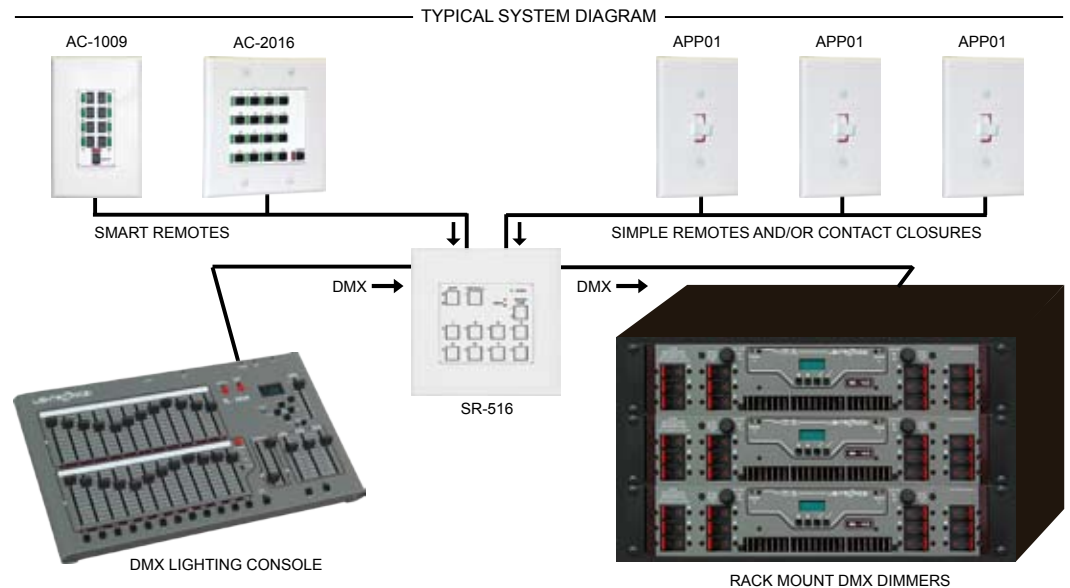 TYPICAL SYSTEM DIAGRAM
AC-1009
AC-2016
APP01
APP01
APP01
SMART REMOTES
SIMPLE REMOTES AND/OR CONTACT CLOSURES
DMX
DMX
SR-516
DMX LIGHTING CONSOLE
RACK MOUNT DMX DIMMERS